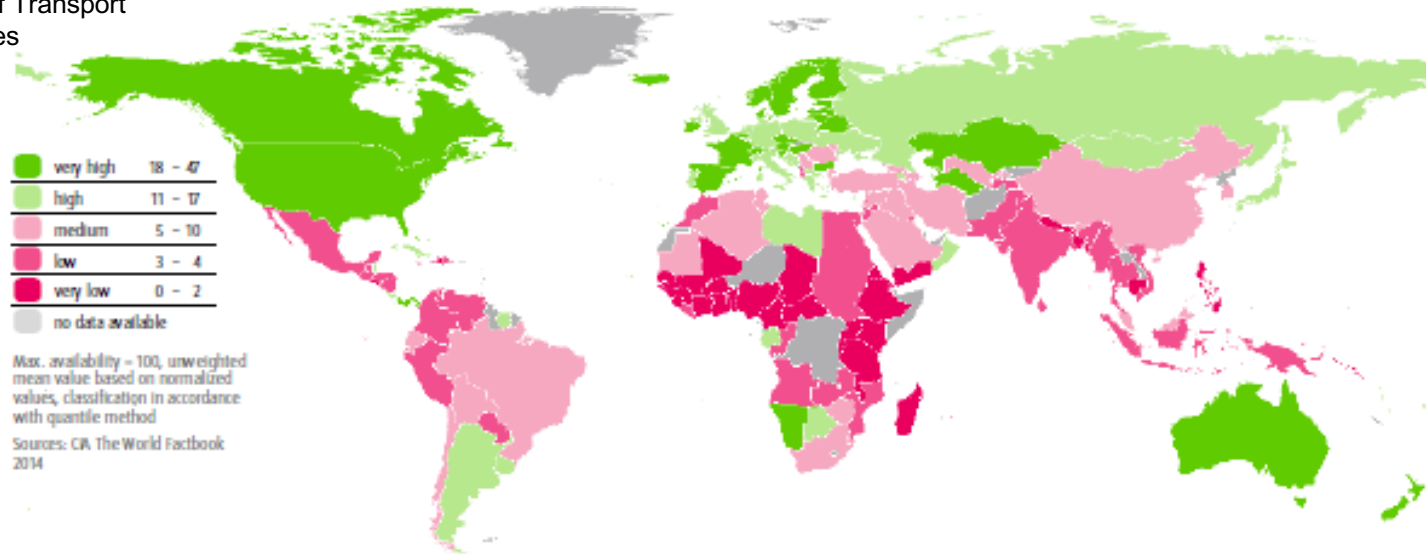 f Transport
es
very high 18 – 47
high 11 – 17
medium 5 – 10
low 3 – 4
very low 0 – 2
no data available
Max. availability = 100, unweighted
mean value based on normalized
values, classification in accordance
with quantile method
Sources: CIA The World Factbook
2014